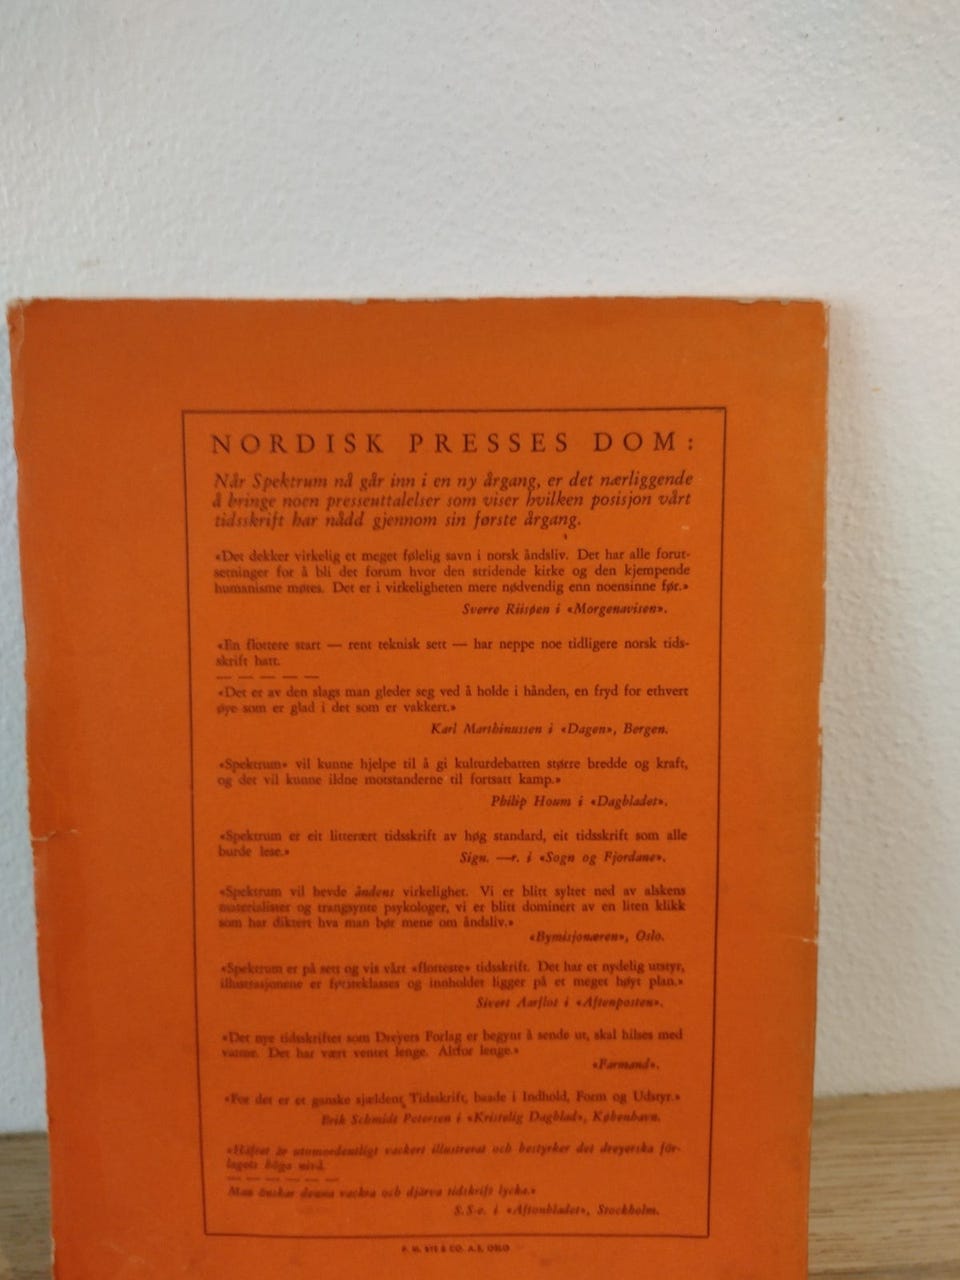 NORDISK PRESSES DOM:
Når Spektrum nå går inn i en ny årgang, er det nærliggende
å bringe noen presseuttalelser som viser hvilken posisjon vårt
tidsskrift har nådd gjennom sin første årgang.
«Det dekker virkelig et meget følelig savn i norsk åndsliv. Det har alle forut-
setninger for å bli det forum hvor den stridende kirke og den kjempende
humanisme møtes. Det er i virkeligheten mere nødvendig enn noensinne før.»
Sverre Riisøen i «Morgenavisen».
«En flottere start — rent teknisk sett — har neppe noe tidligere norsk tids-
skrift hatt.
— — — — —
«Det er av den slags man gleder seg ved å holde i hånden, en fryd for ethvert
øye som er glad i det som er vakkert.»
Karl Marthinussen i «Dagen», Bergen.
«Spektrum» vil kunne hjelpe til å gi kulturdebatten større bredde og kraft,
og det vil kunne ildne motstanderne til fortsatt kamp.»
Philip Houm i «Dagbladet».
«Spektrum er eit litterært tidsskrift av høg standard, eit tidsskrift som alle
burde lese.»
Sign. —r. i «Sogn og Fjordane».
«Spektrum vil hevde åndens virkelighet. Vi er blitt syltet ned av alskens
materialister og trangsynte psykologer, vi er blitt dominert av en liten klikk
som har diktert hva man bør mene om åndsliv.»
«Bymisjonæren», Oslo.
«Spektrum er på sett og vis vårt «flotteste» tidsskrift. Det har et nydelig utstyr,
illustrasjonene er førsteklasses og innholdet ligger på et meget høyt plan.»
Sivert Aarflot i «Aftenposten».
«Det nye tidsskriftet som Dreyers Forlag er begynt å sende ut, skal hilses med
varme. Det har vært ventet lenge. Altfor lenge.»
«Farmand».
«For det er et ganske sjældent Tidsskrift, baade i Indhold, Form og Udstyr.»
Erik Schmidt Petersen i «Kristelig Dagblad», København.
«Häftet är utomordentligt vackert illustrerat och bestyrker det dreyerska för-
lagets höga nivå.
— — — — — —
Man önskar denna vackra och djärva tidskrift lycka.»
S. S-e. i «Aftonbladet», Stockholm.
& CO. A.S. OSLO